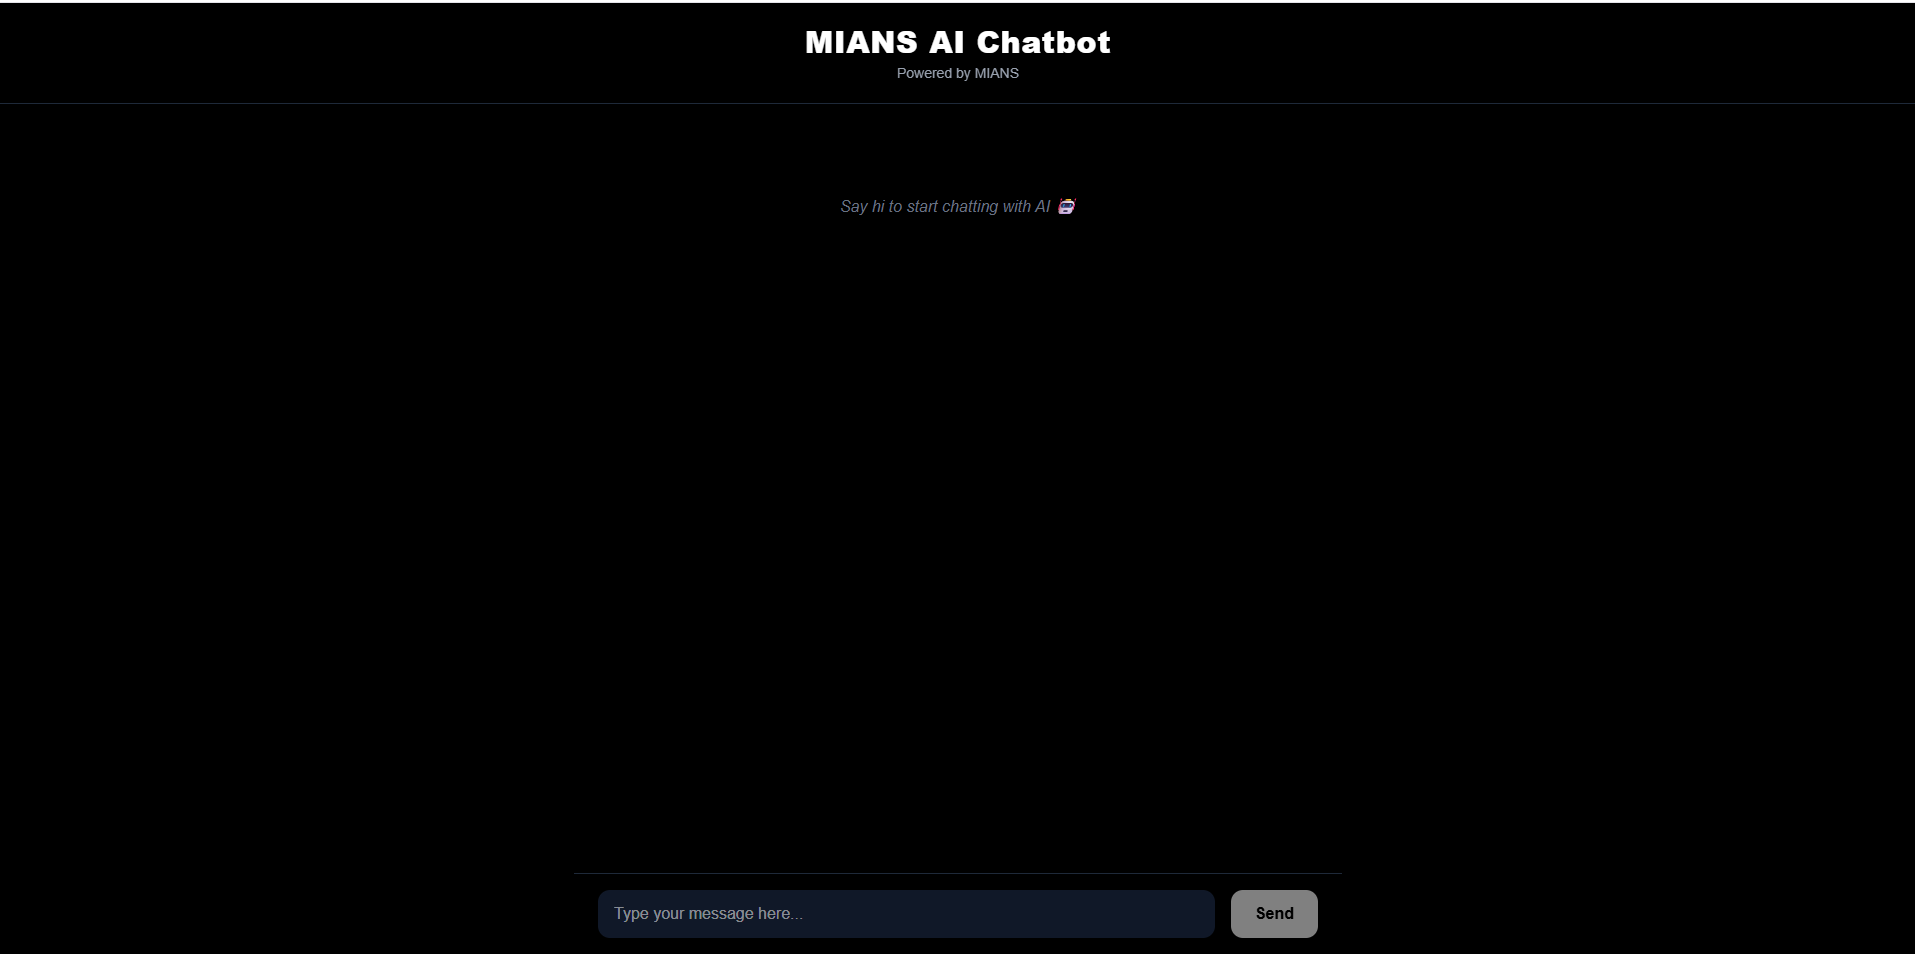 MIANS AI Chatbot
Powered by MIANS
Say hi to start chatting with AI 🤖
Type your message here...
Send